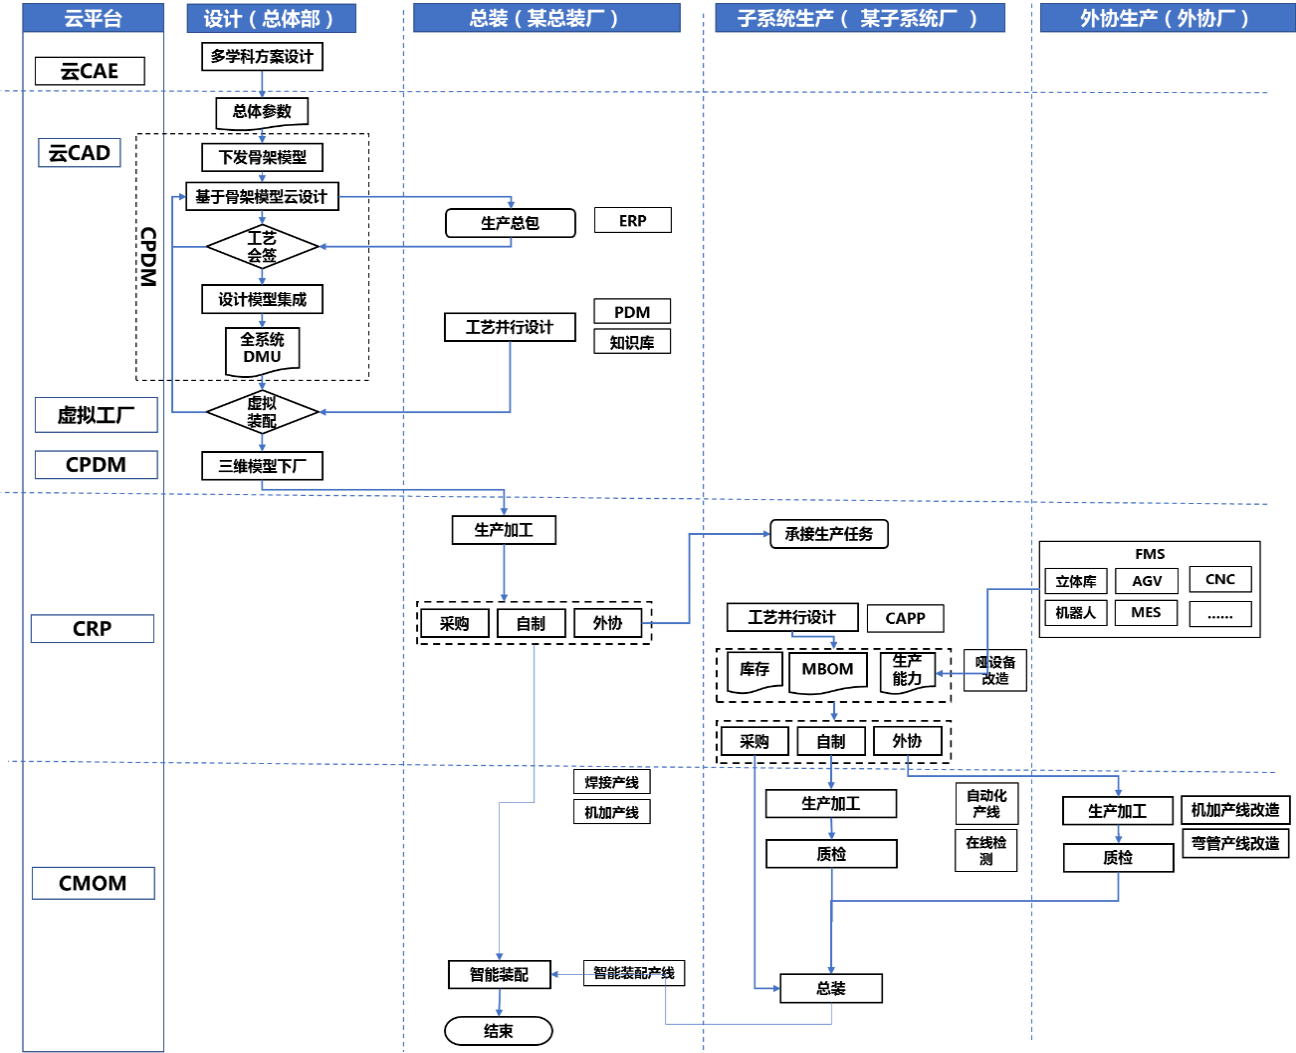 云平台
设计（总体部）
总装（某总装厂）
子系统生产（ 某子系统厂 ）
外协生产（外协厂）
云CAE
多学科方案设计
总体参数
云CAD
下发骨架模型
基于骨架模型云设计
生产总包
ERP
CPDM
工艺
会签
设计模型集成
PDM
工艺并行设计
知识库
全系统
DMU
虚拟工厂
虚拟
装配
CPDM
三维模型下厂
生产加工
承接生产任务
FMS
立体库
AGV
CNC
机器人
MES
……
CRP
采购
自制
外协
工艺并行设计
CAPP
库存
MBOM
生产
能力
哑设备
改造
采购
自制
外协
焊接产线
机加产线
生产加工
自动化
产线
生产加工
机加产线改造
质检
在线检
测
质检
弯管产线改造
CMOM
智能装配
智能装配产线
总装
结束